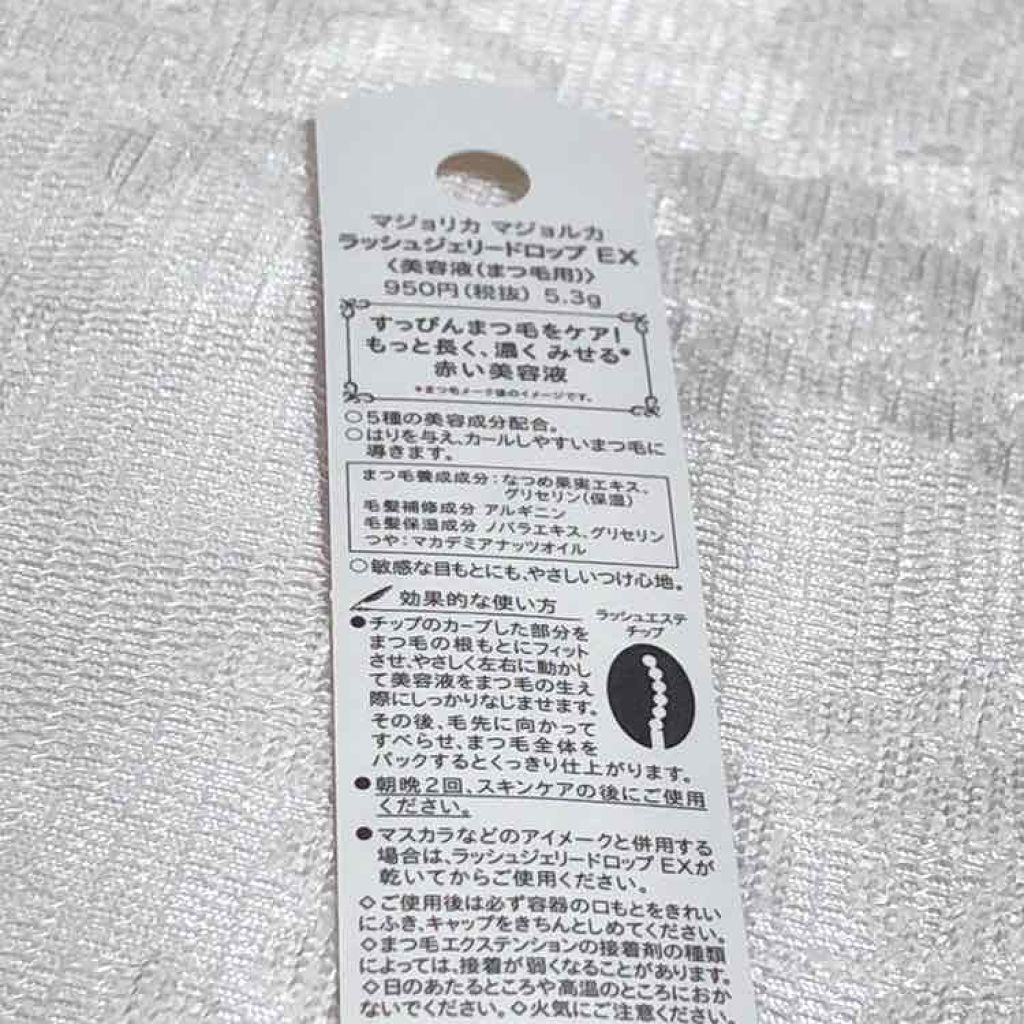 マジョリカ マジョルカ
ラッシュジェリードロップ EX
〈美容液(まつ毛用)〉
950円(税抜) 5.3g
すっぴんまつ毛をケア!
もっと長く、濃く みせる*
赤い美容液
*まつ毛メーク後のイメージです。
○5種の美容成分配合。
○はりを与え、カールしやすいまつ毛に
導きます。
まつ毛養成成分:なつめ果実エキス、
グリセリン(保湿)
毛髪補修成分 アルギニン
毛髪保湿成分 ノバラエキス、グリセリン
つや:マカデミアナッツオイル
○敏感な目もとにも、やさしいつけ心地。
効果的な使い方
ラッシュエステ
チップ
●チップのカーブした部分を
まつ毛の根もとにフィット
させ、やさしく左右に動かし
て美容液をまつ毛の生え
際にしっかりなじませます。
その後、毛先に向かって
すべらせ、まつ毛全体を
パックするとくっきり仕上がります。
●朝晩2回、スキンケアの後にご使用
ください。
●マスカラなどのアイメークと併用する
場合は、ラッシュジェリードロップ EXが
乾いてからご使用ください。
◇ご使用後は必ず容器の口もとをきれい
にふき、キャップをきちんとしめてください。
◇まつ毛エクステンションの接着剤の種類
によっては、接着が弱くなることがあります。
◇日のあたるところや高温のところにおか
ないでください。◇火気にご注意ください。